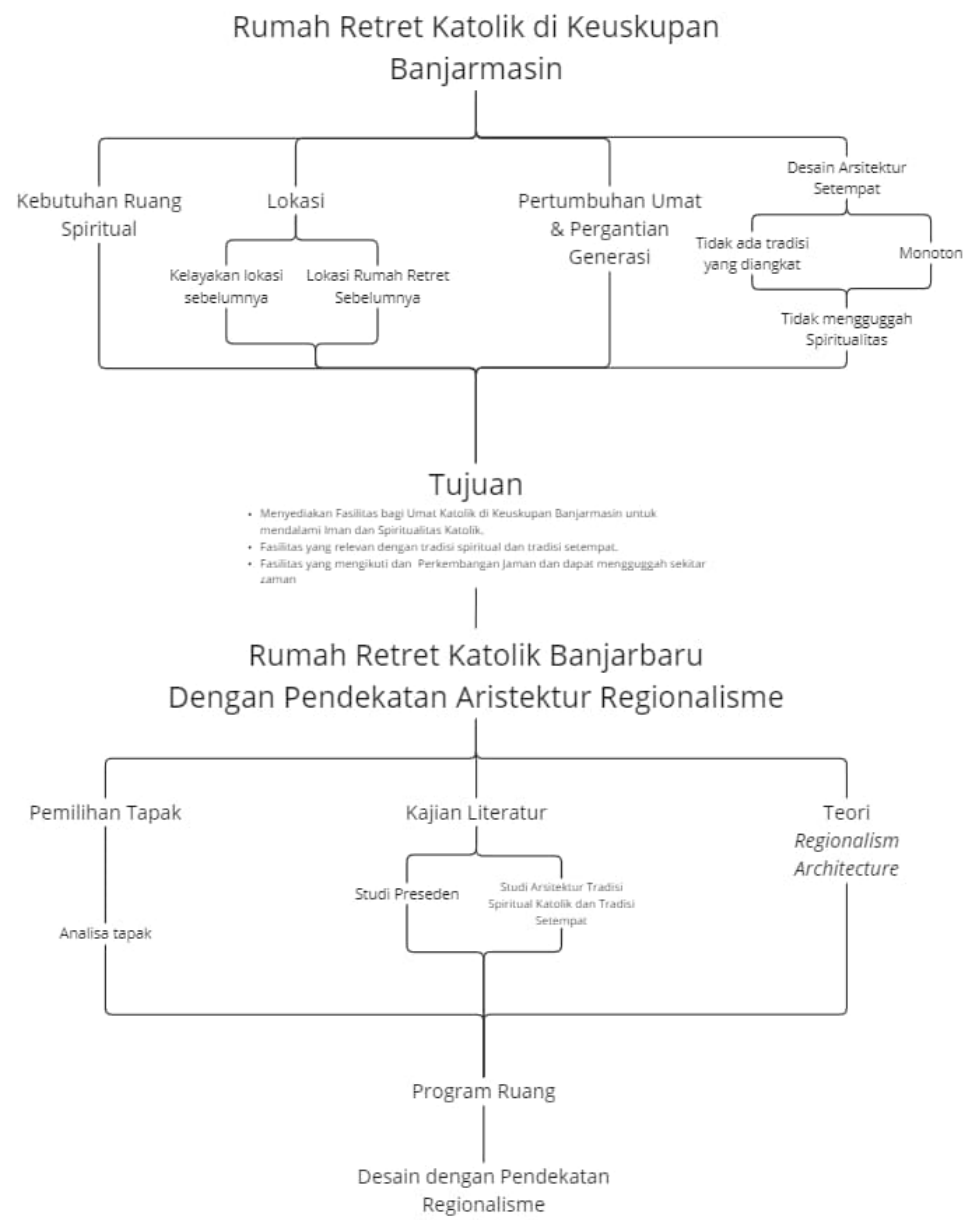 Rumah Retret Katolik di Keuskupan
Banjarmasin
Kebutuhan Ruang
Spiritual
Lokasi
Kelayakan lokasi
sebelumnya
Lokasi Rumah Retret
Sebelumnya
Pertumbuhan Umat
& Pergantian
Generasi
Desain Arsitektur
Setempat
Tidak ada tradisi
yang diangkat
Monoton
Tidak mengguggah
Spiritualitas
Tujuan
• Menyediakan Fasilitas bagi Umat Katolik di Keuskupan Banjarmasin untuk
mendalami Iman dan Spiritualitas Katolik.
• Fasilitas yang relevan dengan tradisi spiritual dan tradisi setempat.
• Fasilitas yang mengikuti dan Perkembangan Jaman dan dapat mengguggah sekitar
zaman
Rumah Retret Katolik Banjarbaru
Dengan Pendekatan Aristektur Regionalisme
Pemilihan Tapak
Analisa tapak
Kajian Literatur
Studi Preseden
Studi Arsitektur Tradisi
Spiritual Katolik dan Tradisi
Setempat
Teori
Regionalism
Architecture
Program Ruang
Desain dengan Pendekatan
Regionalisme